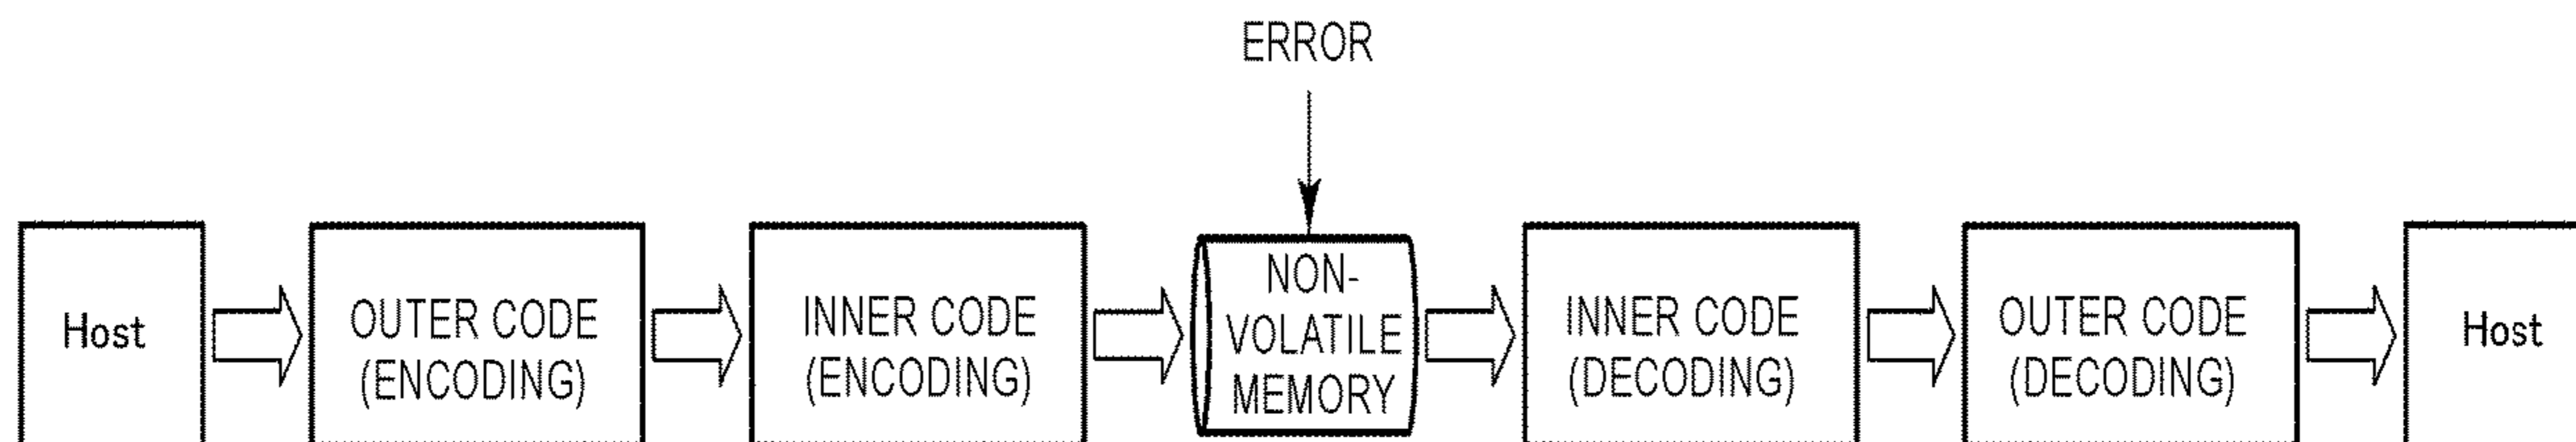 ERROR
Host
OUTER CODE
(ENCODING)
INNER CODE
(ENCODING)
NON-
VOLATILE
MEMORY
INNER CODE
(DECODING)
OUTER CODE
(DECODING)
Host